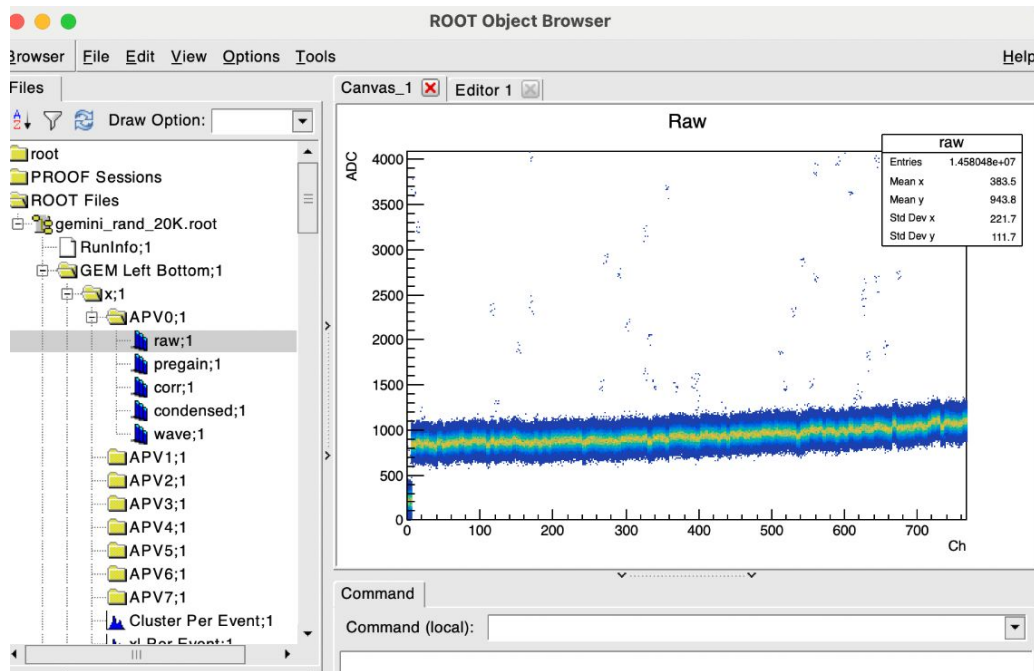 ROOT Object Browser
Browser File Edit View Options Tools Help
Files
Canvas_1 Editor 1
A Z Draw Option:
root
PROOF Sessions
ROOT Files
gemini_rand_20K.root
RunInfo;1
GEM Left Bottom;1
x;1
APV0;1
raw;1
pregain;1
corr;1
condensed;1
wave;1
APV1;1
APV2;1
APV3;1
APV4;1
APV5;1
APV6;1
APV7;1
Cluster Per Event;1
Raw
raw
Entries 1.458048e+07
Mean x 383.5
Mean y 943.8
Std Dev x 221.7
Std Dev y 111.7
ADC
4000
3500
3000
2500
2000
1500
1000
500
0
0 100 200 300 400 500 600 700
Ch
Command
Command (local):